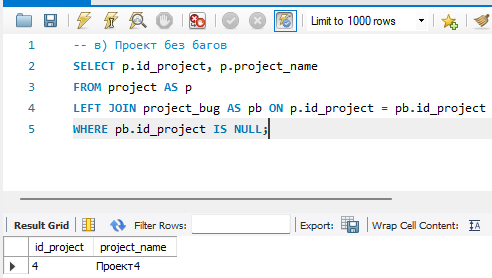 Limit to 1000 rows
1 -- в) Проект без багов
2 SELECT p.id_project, p.project_name
3 FROM project AS p
4 LEFT JOIN project_bug AS pb ON p.id_project = pb.id_project
5 WHERE pb.id_project IS NULL;
Result Grid Filter Rows: Export: Wrap Cell Content:
id_project project_name
4 Проект4